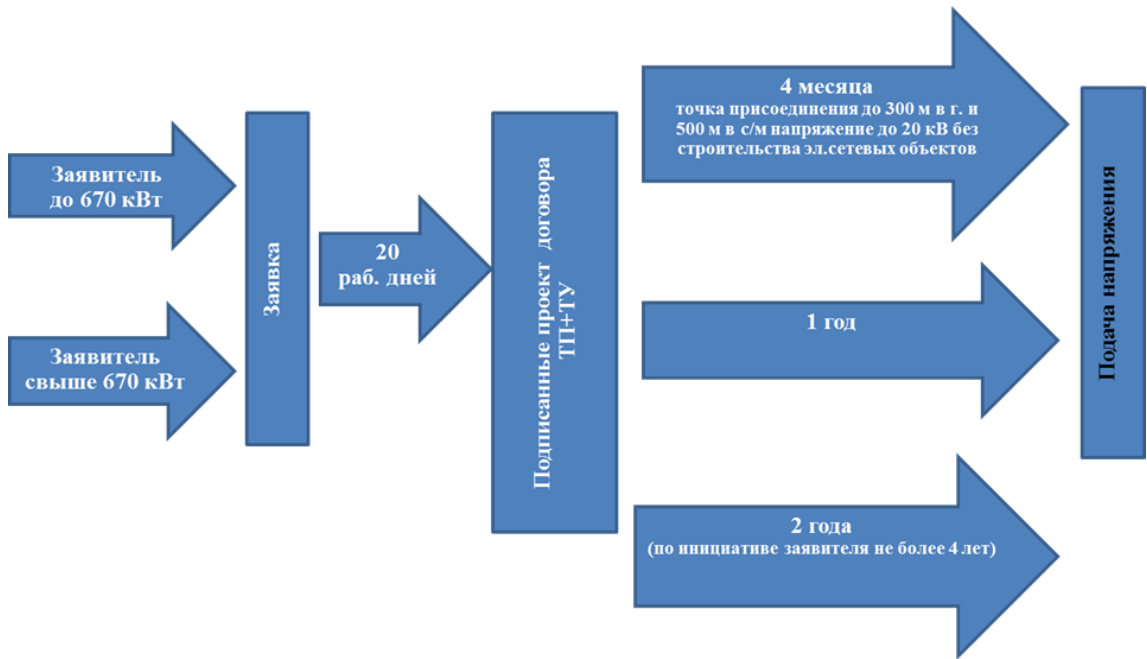 Заявитель
до 670 кВт
Заявитель
свыше 670 кВт
Заявка
20
раб. дней
Подписанные проект договора
ТП+ТУ
4 месяца
точка присоединения до 300 м в г. и
500 м в с/м напряжение до 20 кВ без
строительства эл.сетевых объектов
1 год
2 года
(по инициативе заявителя не более 4 лет)
Подача напряжения